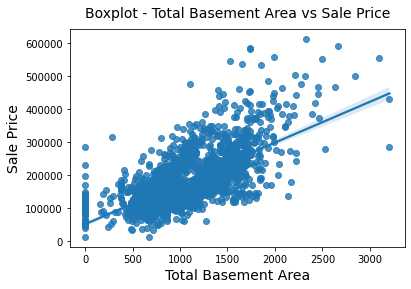 Boxplot - Total Basement Area vs Sale Price
600000
500000
400000
300000
200000
100000
0
Sale Price
0 500 1000 1500 2000 2500 3000
Total Basement Area